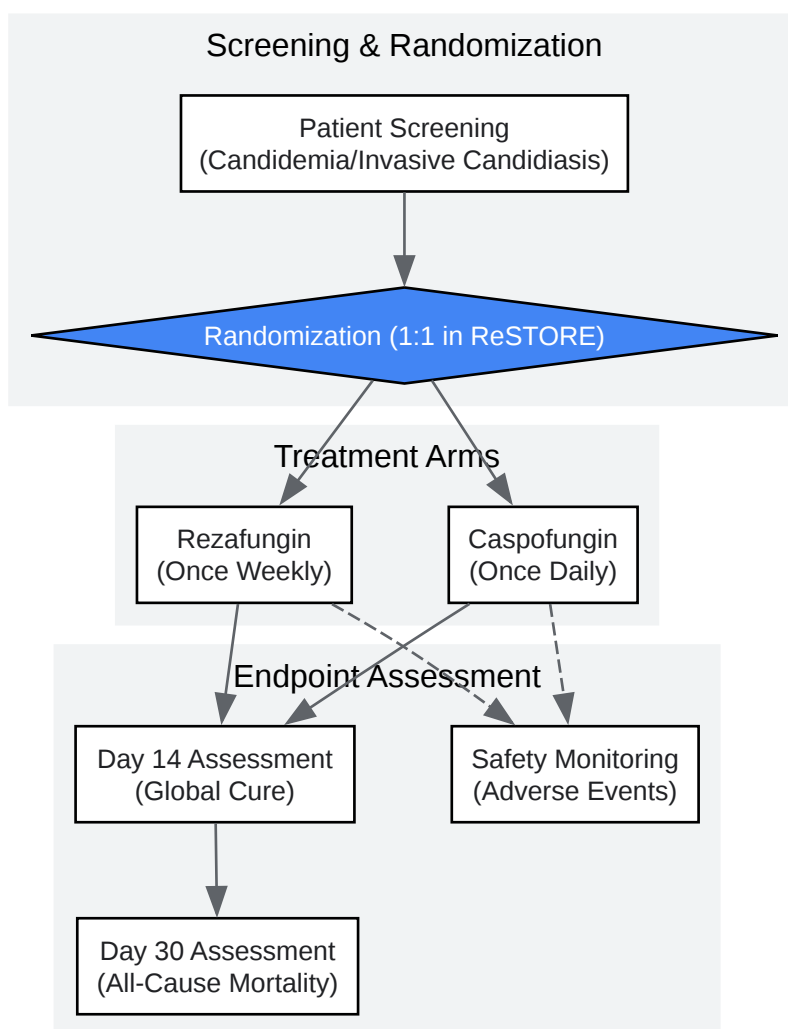 Screening & Randomization
Patient Screening
(Candidemia/Invasive Candidiasis)
Randomization (1:1 in ReSTORE)
Treatment Arms
Rezafungin
(Once Weekly)
Caspofungin
(Once Daily)
Endpoint Assessment
Day 14 Assessment
(Global Cure)
Safety Monitoring
(Adverse Events)
Day 30 Assessment
(All-Cause Mortality)